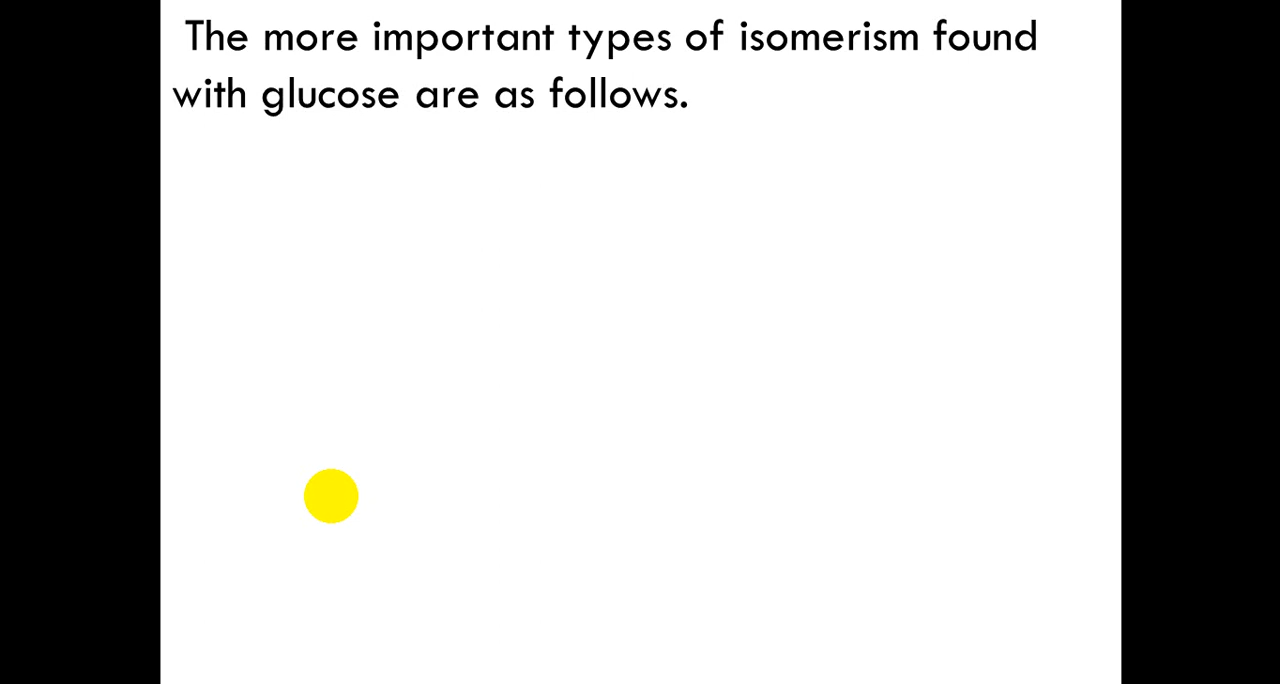 The more important types of isomerism found
with glucose are as follows.